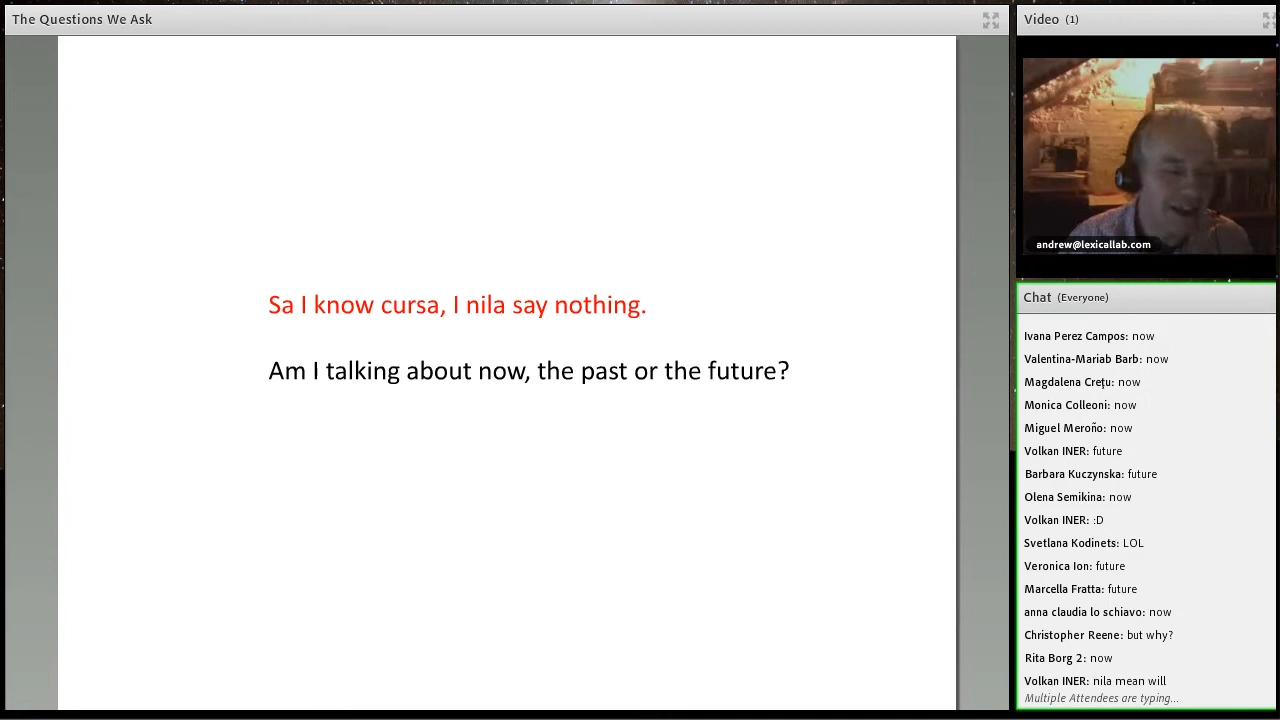 The Questions We Ask
Sa I know cursa, I nila say nothing.
Am I talking about now, the past or the future?
Video (1)
andrew@lexicallab.com
Chat (Everyone)
Ivana Perez Campos: now
Valentina-Mariab Barb: now
Magdalena Crețu: now
Monica Colleoni: now
Miguel Meroño: now
Volkan INER: future
Barbara Kuczynska: future
Olena Semikina: now
Volkan INER: :D
Svetlana Kodinets: LOL
Veronica Ion: future
Marcella Fratta: future
anna claudia lo schiavo: now
Christopher Reene: but why?
Rita Borg 2: now
Volkan INER: nila mean will
Multiple Attendees are typing...